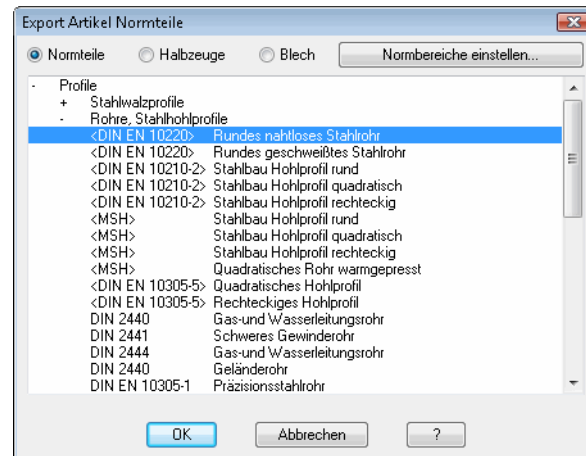 Export Artikel Normteile
Normteile Halbzeuge Blech Normbereiche einstellen...
- Profile
+ Stahlwalzprofile
- Rohre, Stahlhohlprofile
<DIN EN 10220> Rundes nahtloses Stahlrohr
<DIN EN 10220> Rundes geschweißtes Stahlrohr
<DIN EN 10210-2> Stahlbau Hohlprofil rund
<DIN EN 10210-2> Stahlbau Hohlprofil quadratisch
<DIN EN 10210-2> Stahlbau Hohlprofil rechteckig
<MSH> Stahlbau Hohlprofil rund
<MSH> Stahlbau Hohlprofil quadratisch
<MSH> Stahlbau Hohlprofil rechteckig
<MSH> Quadratisches Rohr warmgepresst
<DIN EN 10305-5> Quadratisches Hohlprofil
<DIN EN 10305-5> Rechteckiges Hohlprofil
DIN 2440 Gas-und Wasserleitungsrohr
DIN 2441 Schweres Gewinderohr
DIN 2444 Gas-und Wasserleitungsrohr
DIN 2440 Geländerohr
DIN EN 10305-1 Präzisionsstahlrohr
OK Abbrechen ?